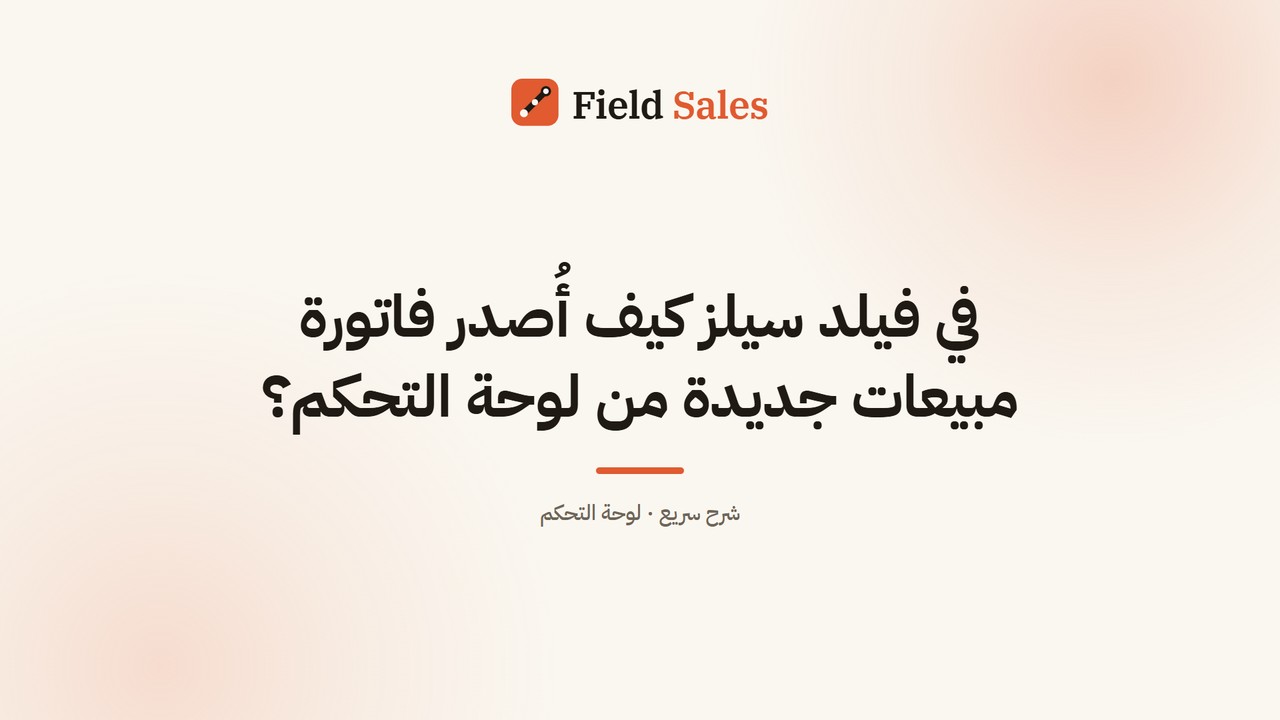 Field Sales
في فيلد سيلز كيف أُصدر فاتورة
مبيعات جديدة من لوحة التحكم؟
شرح سريع · لوحة التحكم